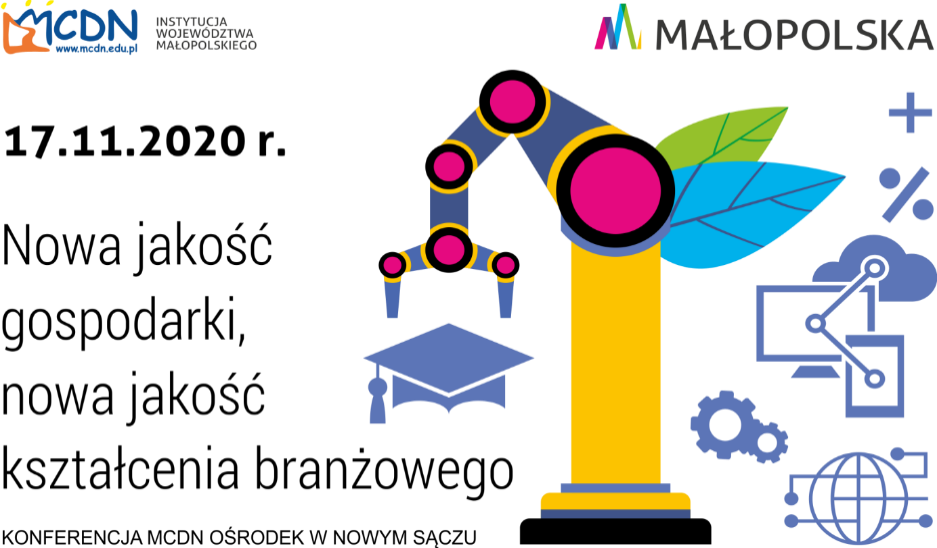 MCDN
www.mcdn.edu.pl
INSTYTUCJA
WOJEWÓDZTWA
MAŁOPOLSKIEGO
MAŁOPOLSKA
17.11.2020 r.
Nowa jakość
gospodarki,
nowa jakość
kształcenia branżowego
KONFERENCJA MCDN OŚRODEK W NOWYM SĄCZU